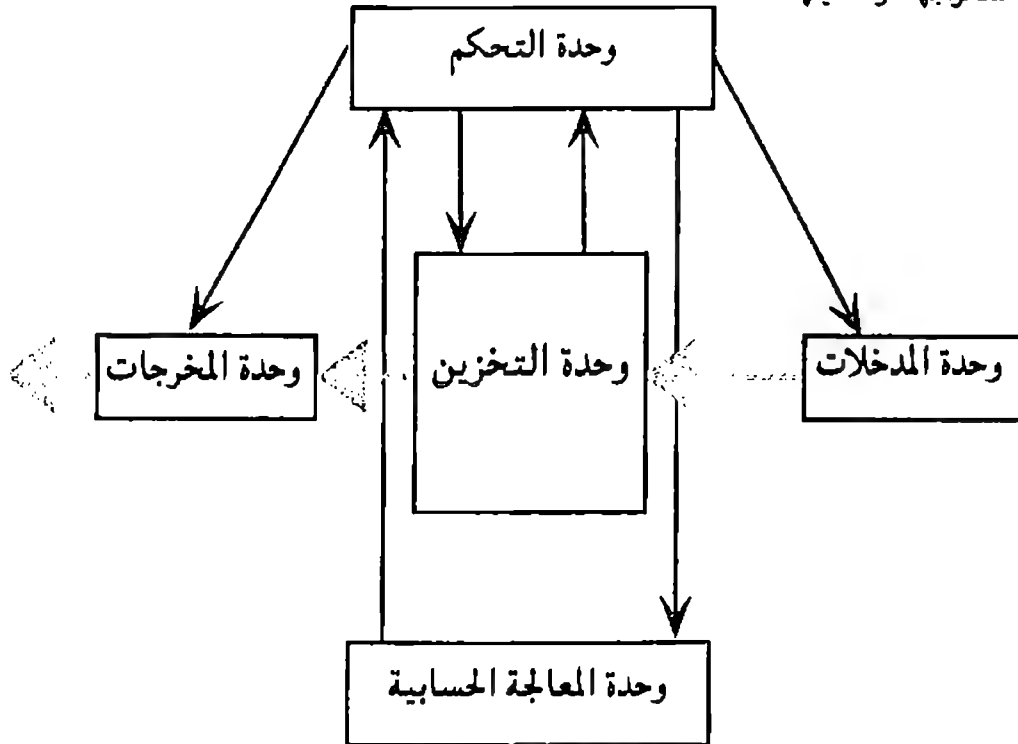 وحدة التحكم
وحدة المدخلات
وحدة التخزين
وحدة المخرجات
وحدة المعالجة الحسابية